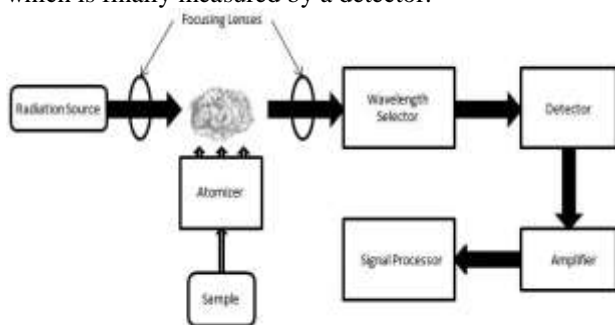 which is finally measured by a detector.
Focusing Lenses
Radiation Source
Wavelength
Selector
Detector
Atomizer
Signal Processor
Amplifier
Sample